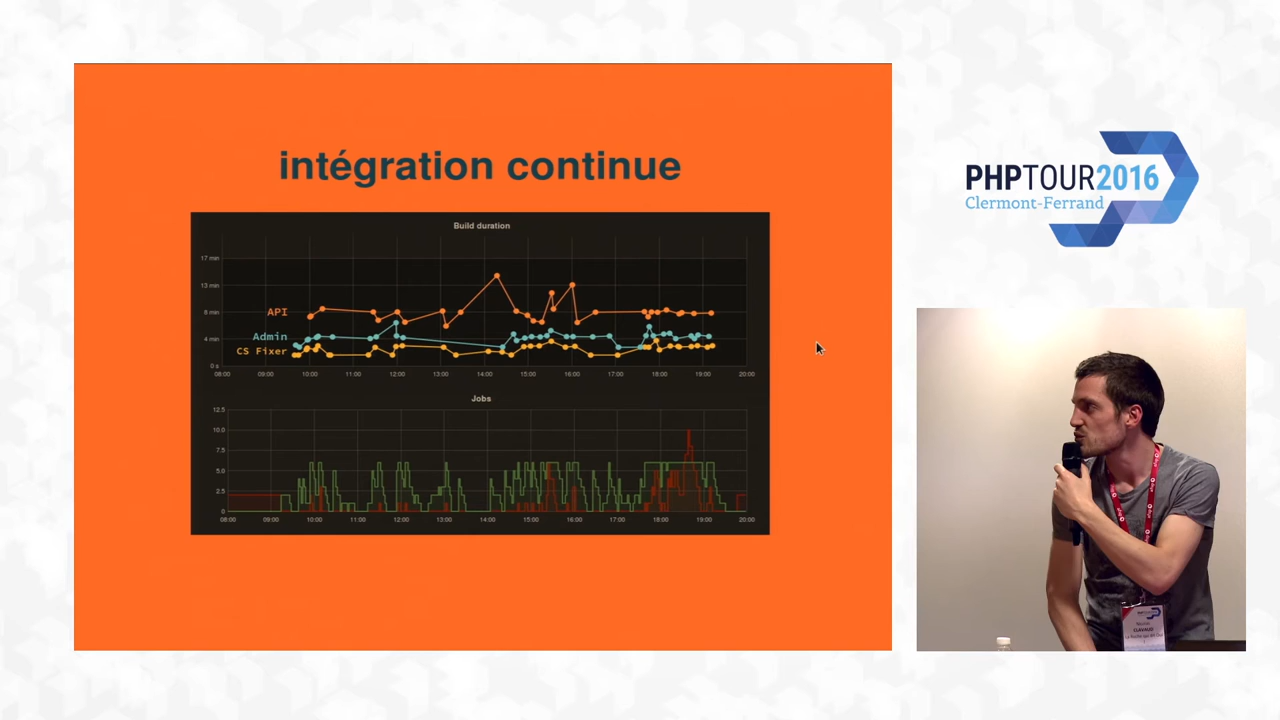 intégration continue
Build duration
17 min
13 min
8 min
4 min
0 s
API
Admin
CS Fixer
08:00 09:00 10:00 11:00 12:00 13:00 14:00 15:00 16:00 17:00 18:00 19:00 20:00
Jobs
12.5
10.0
7.5
5.0
2.5
0
08:00 09:00 10:00 11:00 12:00 13:00 14:00 15:00 16:00 17:00 18:00 19:00 20:00
PHPTOUR2016
Clermont-Ferrand
CLAVAUD